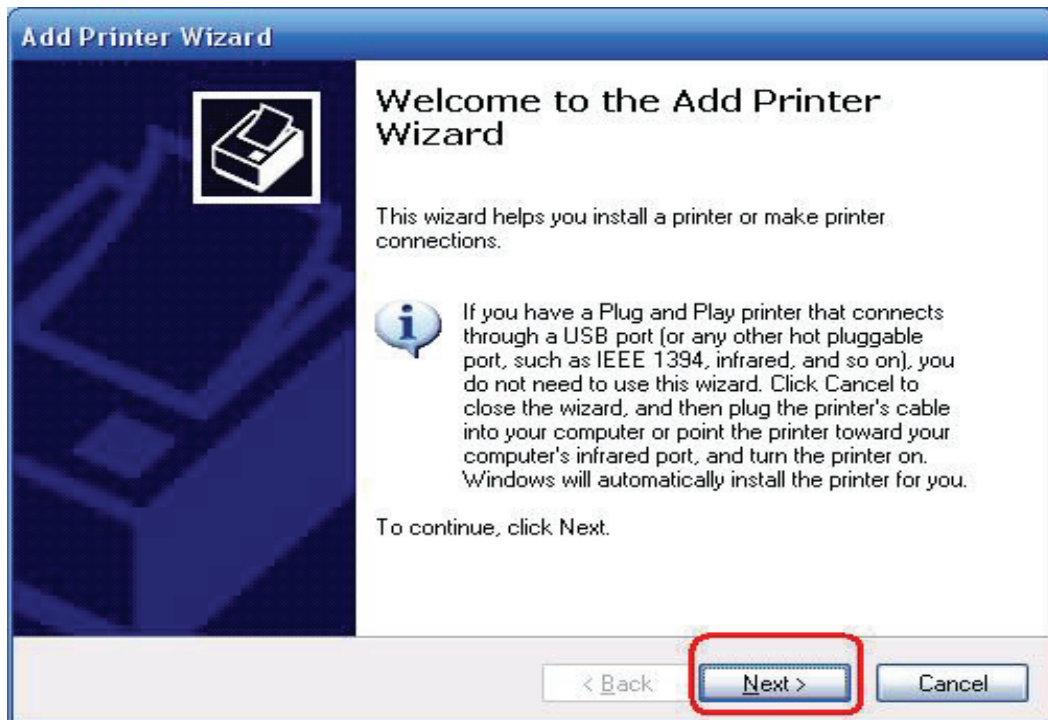 Add Printer Wizard
Welcome to the Add Printer
Wizard
This wizard helps you install a printer or make printer
connections.
If you have a Plug and Play printer that connects
through a USB port (or any other hot pluggable
port, such as IEEE 1394, infrared, and so on), you
do not need to use this wizard. Click Cancel to
close the wizard, and then plug the printer's cable
into your computer or point the printer toward your
computer's infrared port, and turn the printer on.
Windows will automatically install the printer for you.
To continue, click Next.
< Back Next > Cancel